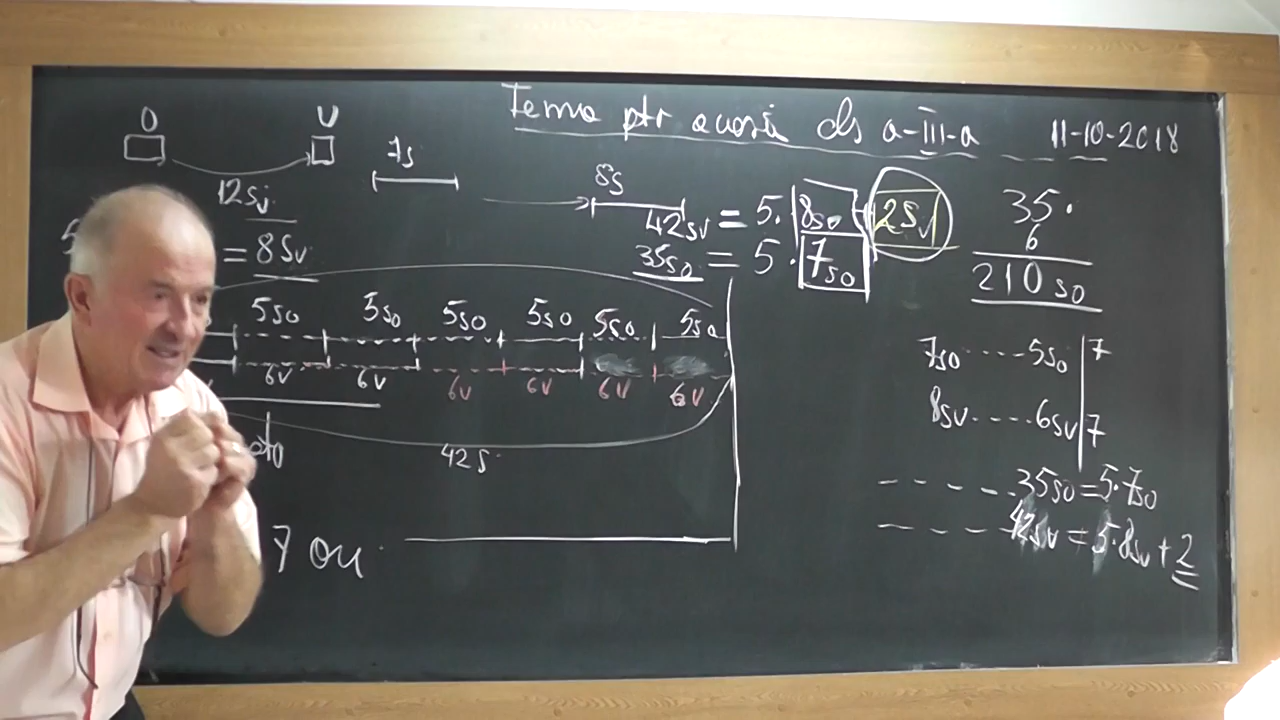 Tema ptr acasă cls a-III-a 11-10-2018
O U
7s
12sv
8s
42sv = 5. 8so + 2sv
35so = 5. 7so
= 8sv
35.
6
210so
5so 5so 5so 5so 5so 5so
6v 6v 6v 6v 6v 6v
42s
7 ou
7so ---- 5so | 7
8sv ---- 6sv | 7
---- 35so = 5.7so
---- 42sv = 5.8sv + 2